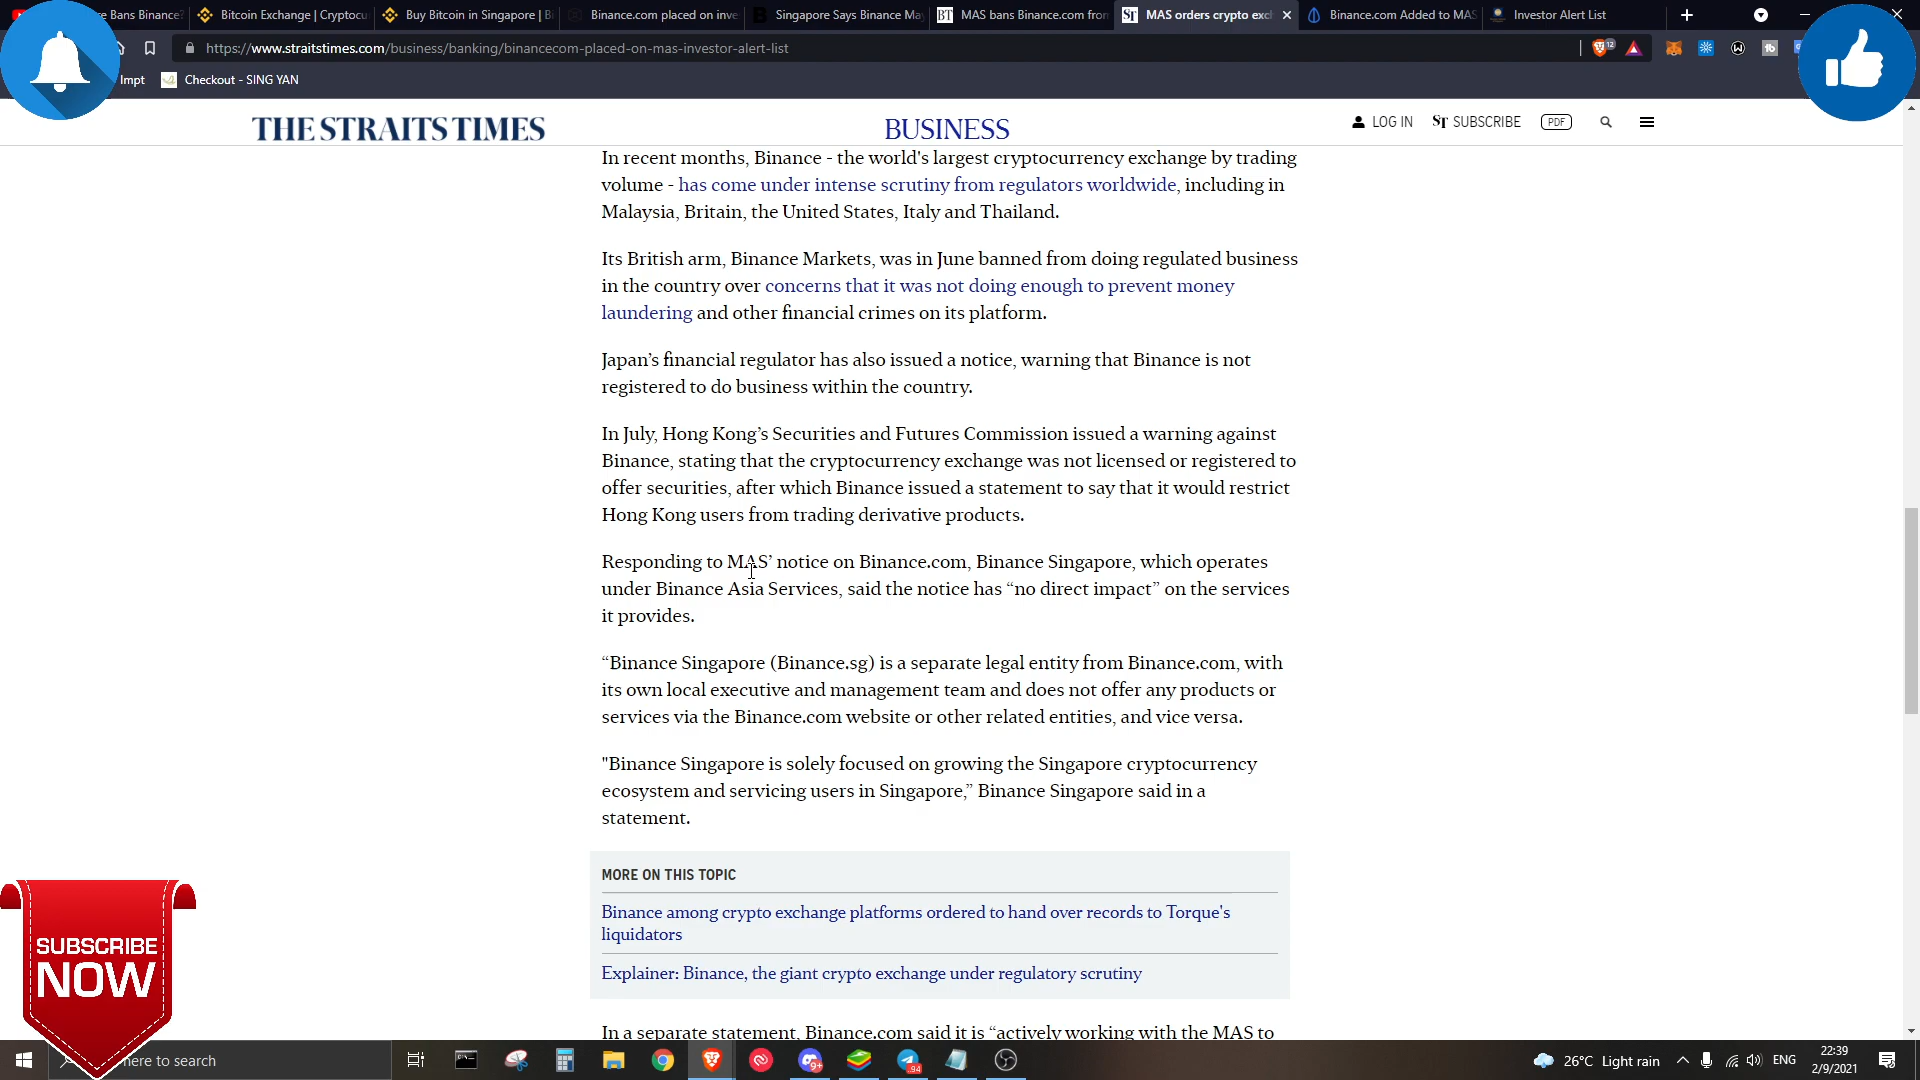 e Bans Binance?
Bitcoin Exchange | Cryptocu
Buy Bitcoin in Singapore | Bi
Binance.com placed on inve
Singapore Says Binance May
MAS bans Binance.com from
MAS orders crypto exch
Binance.com Added to MAS
Investor Alert List
https://www.straitstimes.com/business/banking/binancecom-placed-on-mas-investor-alert-list
12
Impt
Checkout - SING YAN
THE STRAITS TIMES
BUSINESS
LOG IN
ST SUBSCRIBE
PDF
In recent months, Binance - the world's largest cryptocurrency exchange by trading
volume - has come under intense scrutiny from regulators worldwide, including in
Malaysia, Britain, the United States, Italy and Thailand.
Its British arm, Binance Markets, was in June banned from doing regulated business
in the country over concerns that it was not doing enough to prevent money
laundering and other financial crimes on its platform.
Japan’s financial regulator has also issued a notice, warning that Binance is not
registered to do business within the country.
In July, Hong Kong’s Securities and Futures Commission issued a warning against
Binance, stating that the cryptocurrency exchange was not licensed or registered to
offer securities, after which Binance issued a statement to say that it would restrict
Hong Kong users from trading derivative products.
Responding to MAS’ notice on Binance.com, Binance Singapore, which operates
under Binance Asia Services, said the notice has “no direct impact” on the services
it provides.
“Binance Singapore (Binance.sg) is a separate legal entity from Binance.com, with
its own local executive and management team and does not offer any products or
services via the Binance.com website or other related entities, and vice versa.
"Binance Singapore is solely focused on growing the Singapore cryptocurrency
ecosystem and servicing users in Singapore,” Binance Singapore said in a
statement.
MORE ON THIS TOPIC
Binance among crypto exchange platforms ordered to hand over records to Torque's
liquidators
Explainer: Binance, the giant crypto exchange under regulatory scrutiny
In a separate statement, Binance.com said it is “actively working with the MAS to
SUBSCRIBE
NOW
here to search
9+
94
26°C Light rain
ENG
22:39
2/9/2021